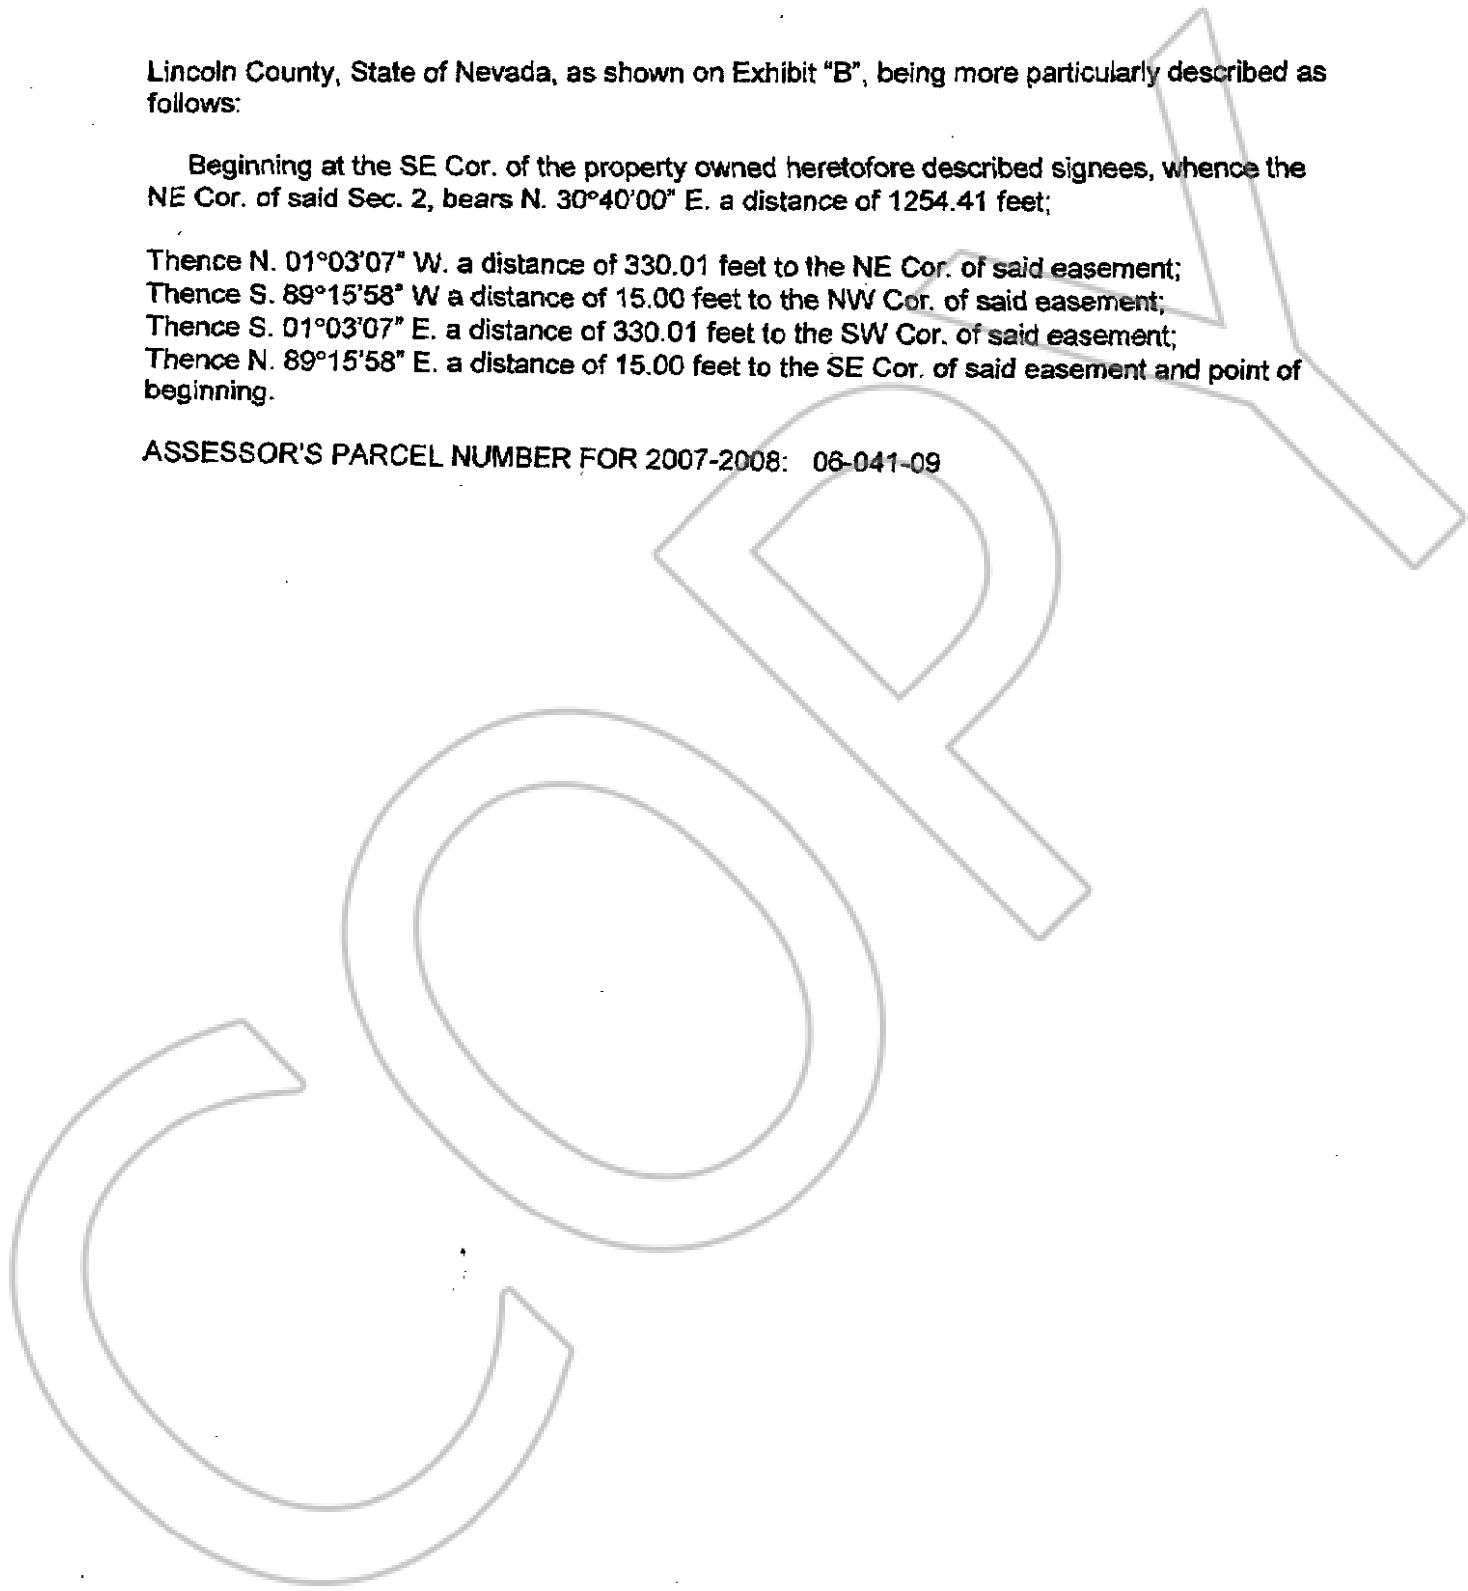 Lincoln County, State of Nevada, as shown on Exhibit "B", being more particularly described as
follows:
Beginning at the SE Cor. of the property owned heretofore described signees, whence the
NE Cor. of said Sec. 2, bears N. 30°40'00" E. a distance of 1254.41 feet;
Thence N. 01°03'07" W. a distance of 330.01 feet to the NE Cor. of said easement;
Thence S. 89°15'58" W a distance of 15.00 feet to the NW Cor. of said easement;
Thence S. 01°03'07" E. a distance of 330.01 feet to the SW Cor. of said easement;
Thence N. 89°15'58" E. a distance of 15.00 feet to the SE Cor. of said easement and point of
beginning.
ASSESSOR'S PARCEL NUMBER FOR 2007-2008: 06-041-09
COPY